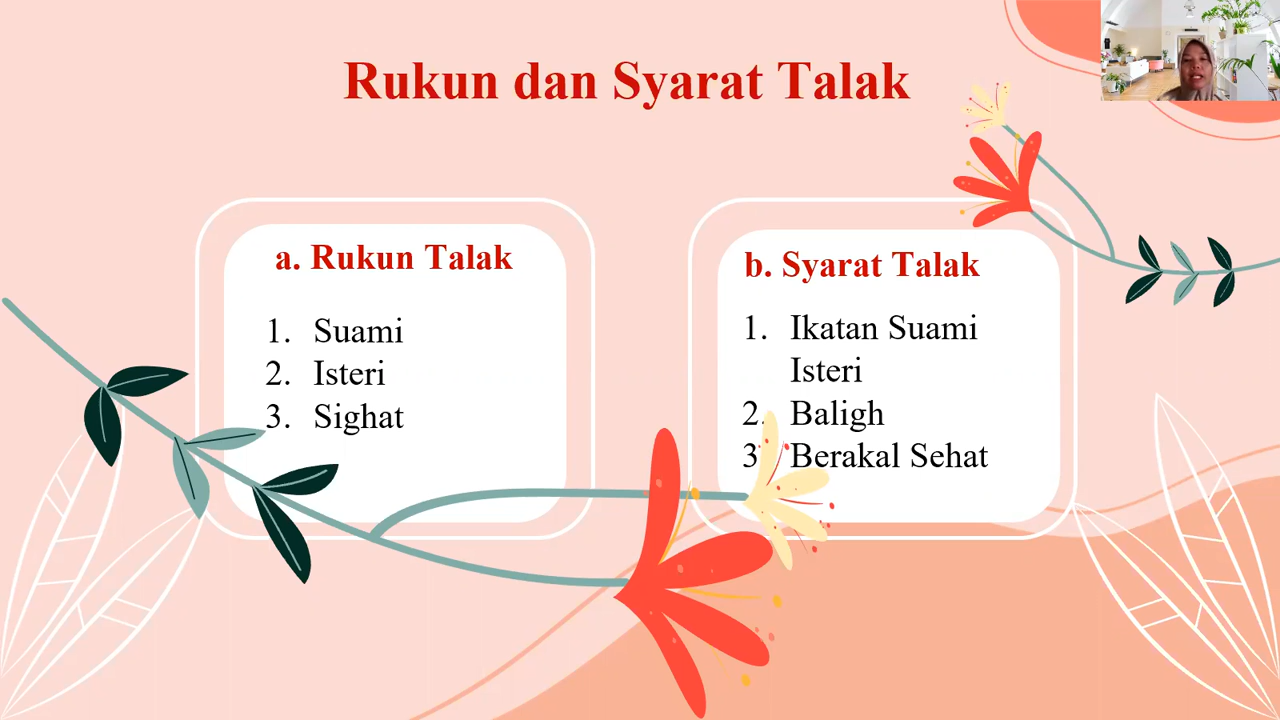 Rukun dan Syarat Talak
a. Rukun Talak
1. Suami
2. Isteri
3. Sighat
b. Syarat Talak
1. Ikatan Suami
Isteri
2. Baligh
3 Berakal Sehat